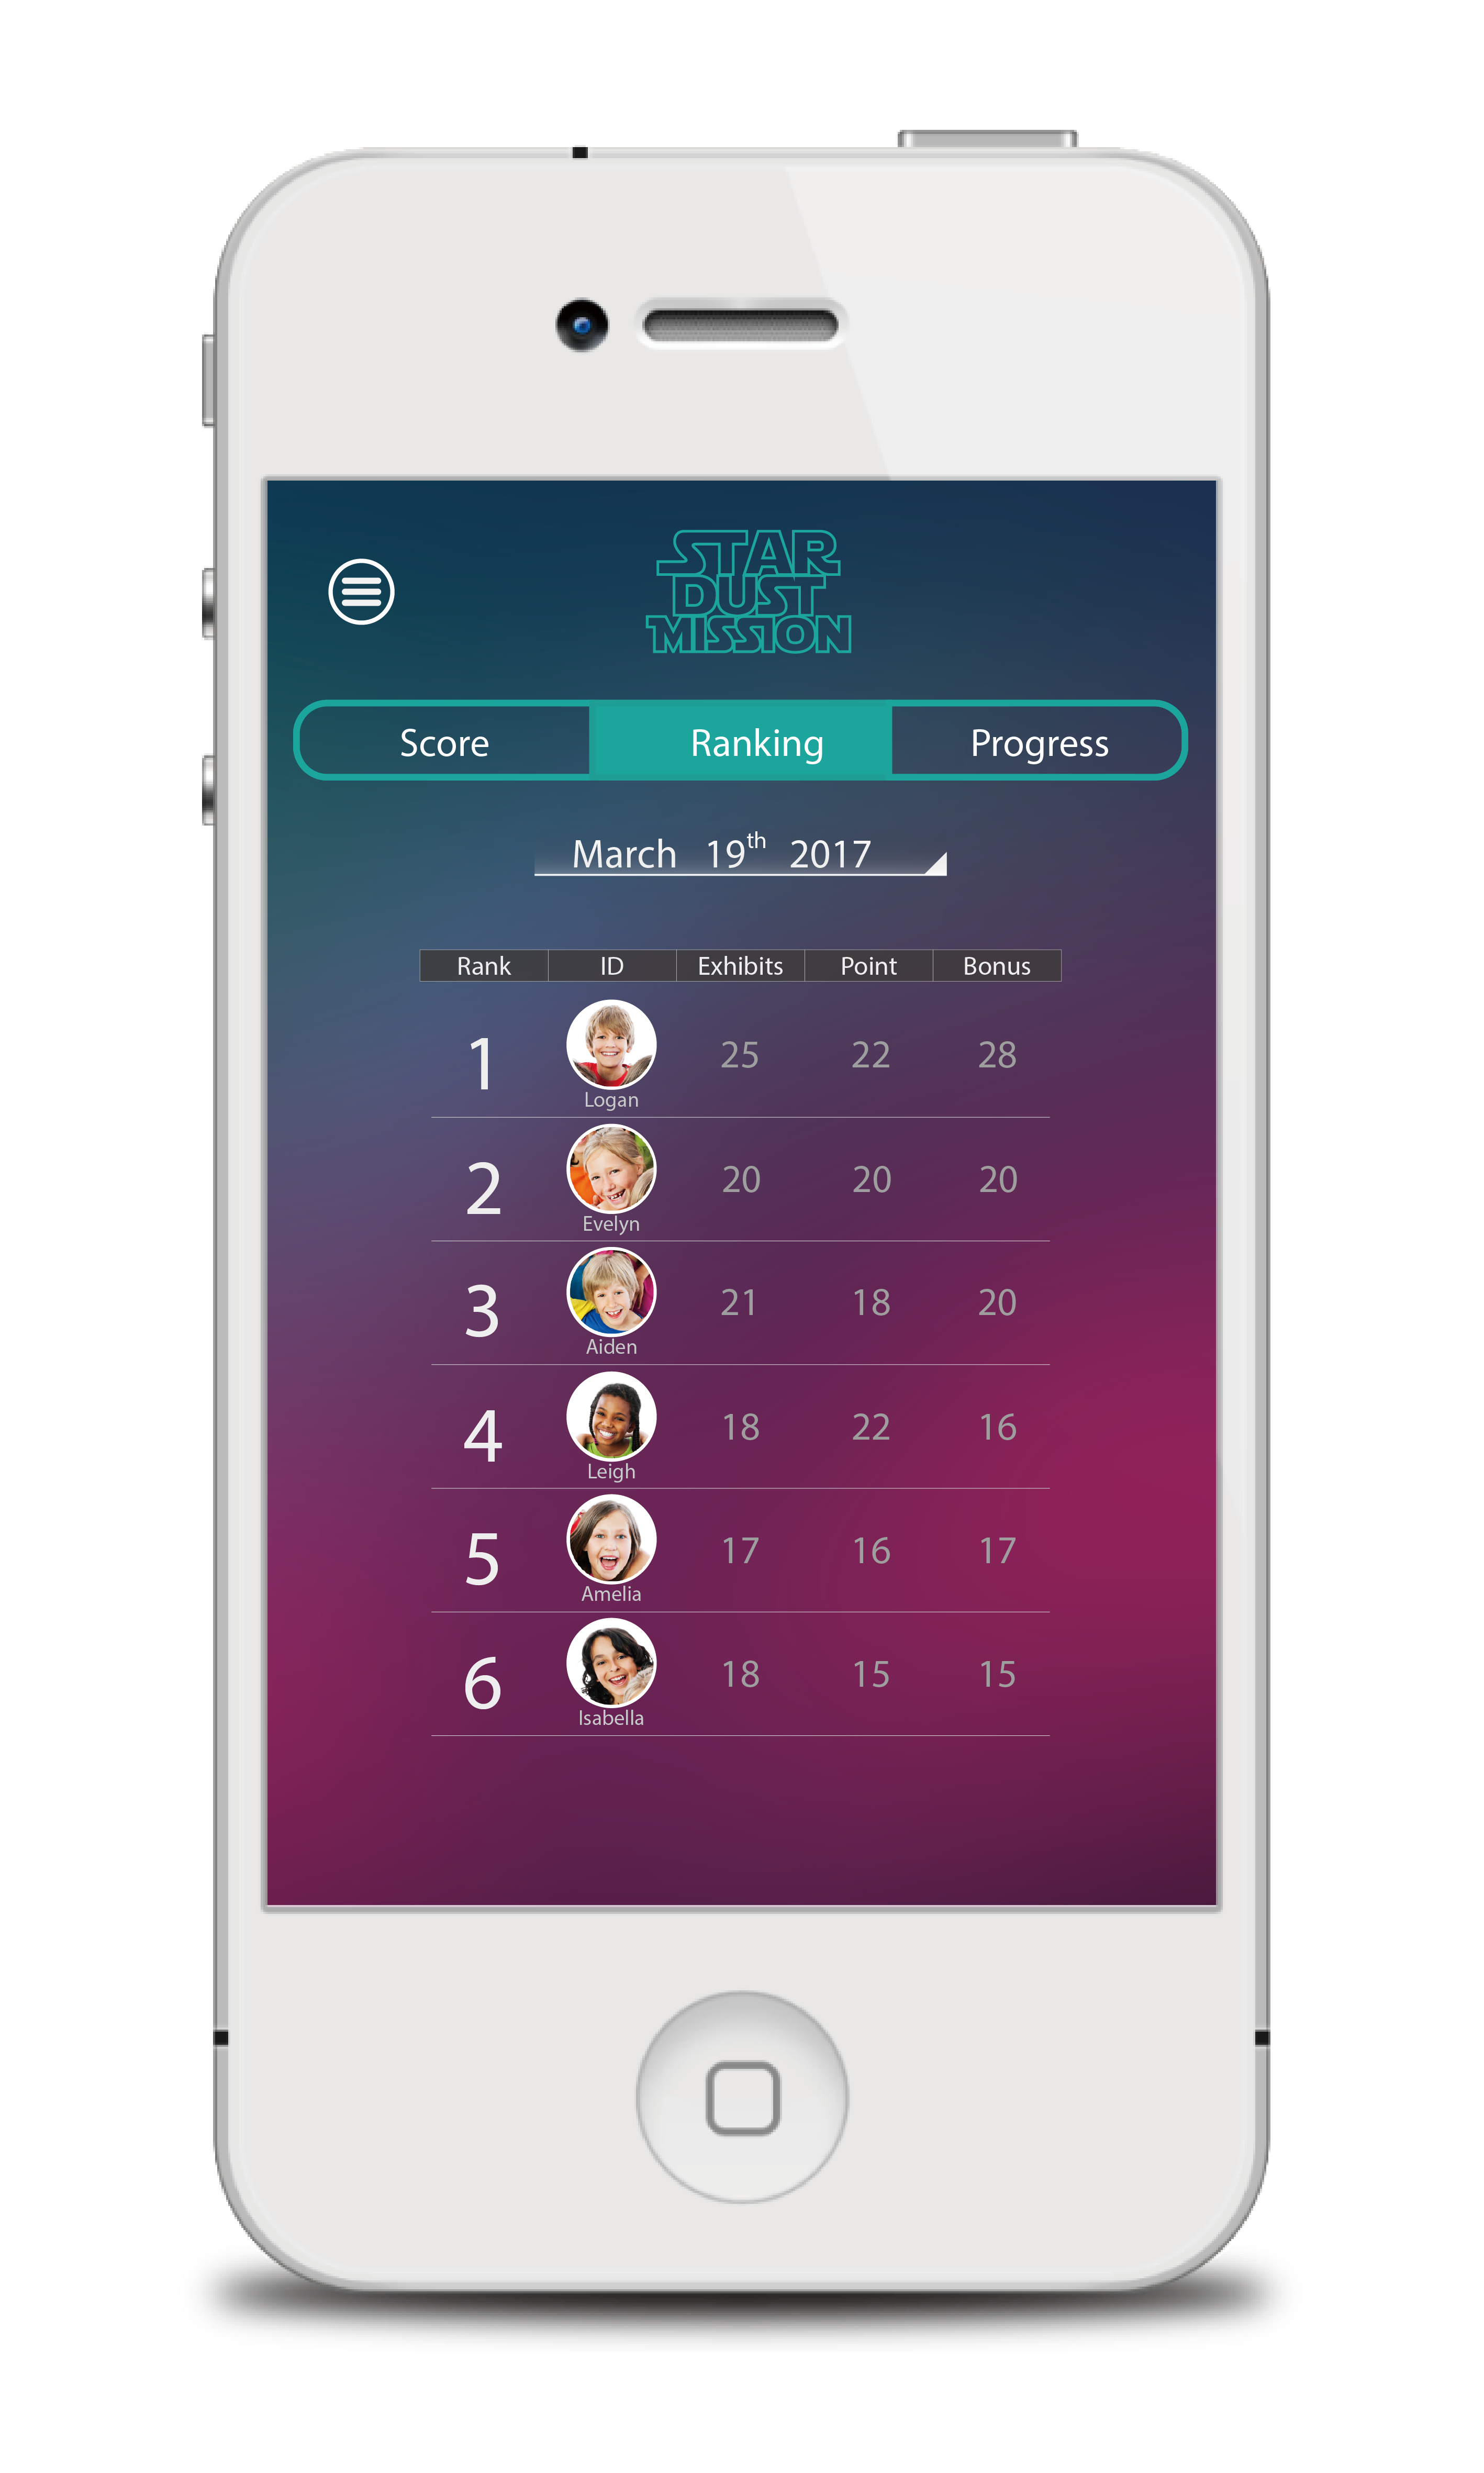 STAR
DUST
MISSION
Score Ranking Progress
March 19th 2017
Rank ID Exhibits Point Bonus
1 25 22 28
Logan
2 20 20 20
Evelyn
3 21 18 20
Aiden
4 18 22 16
Leigh
5 17 16 17
Amelia
6 18 15 15
Isabella